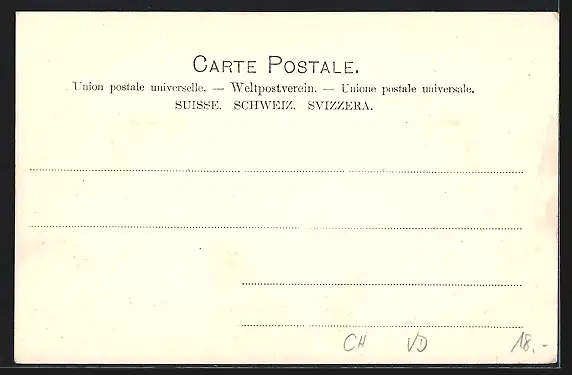 CARTE POSTALE.
Union postale universelle. — Weltpostverein. — Unione postale universale.
SUISSE. SCHWEIZ. SVIZZERA.
CH VD 18.-